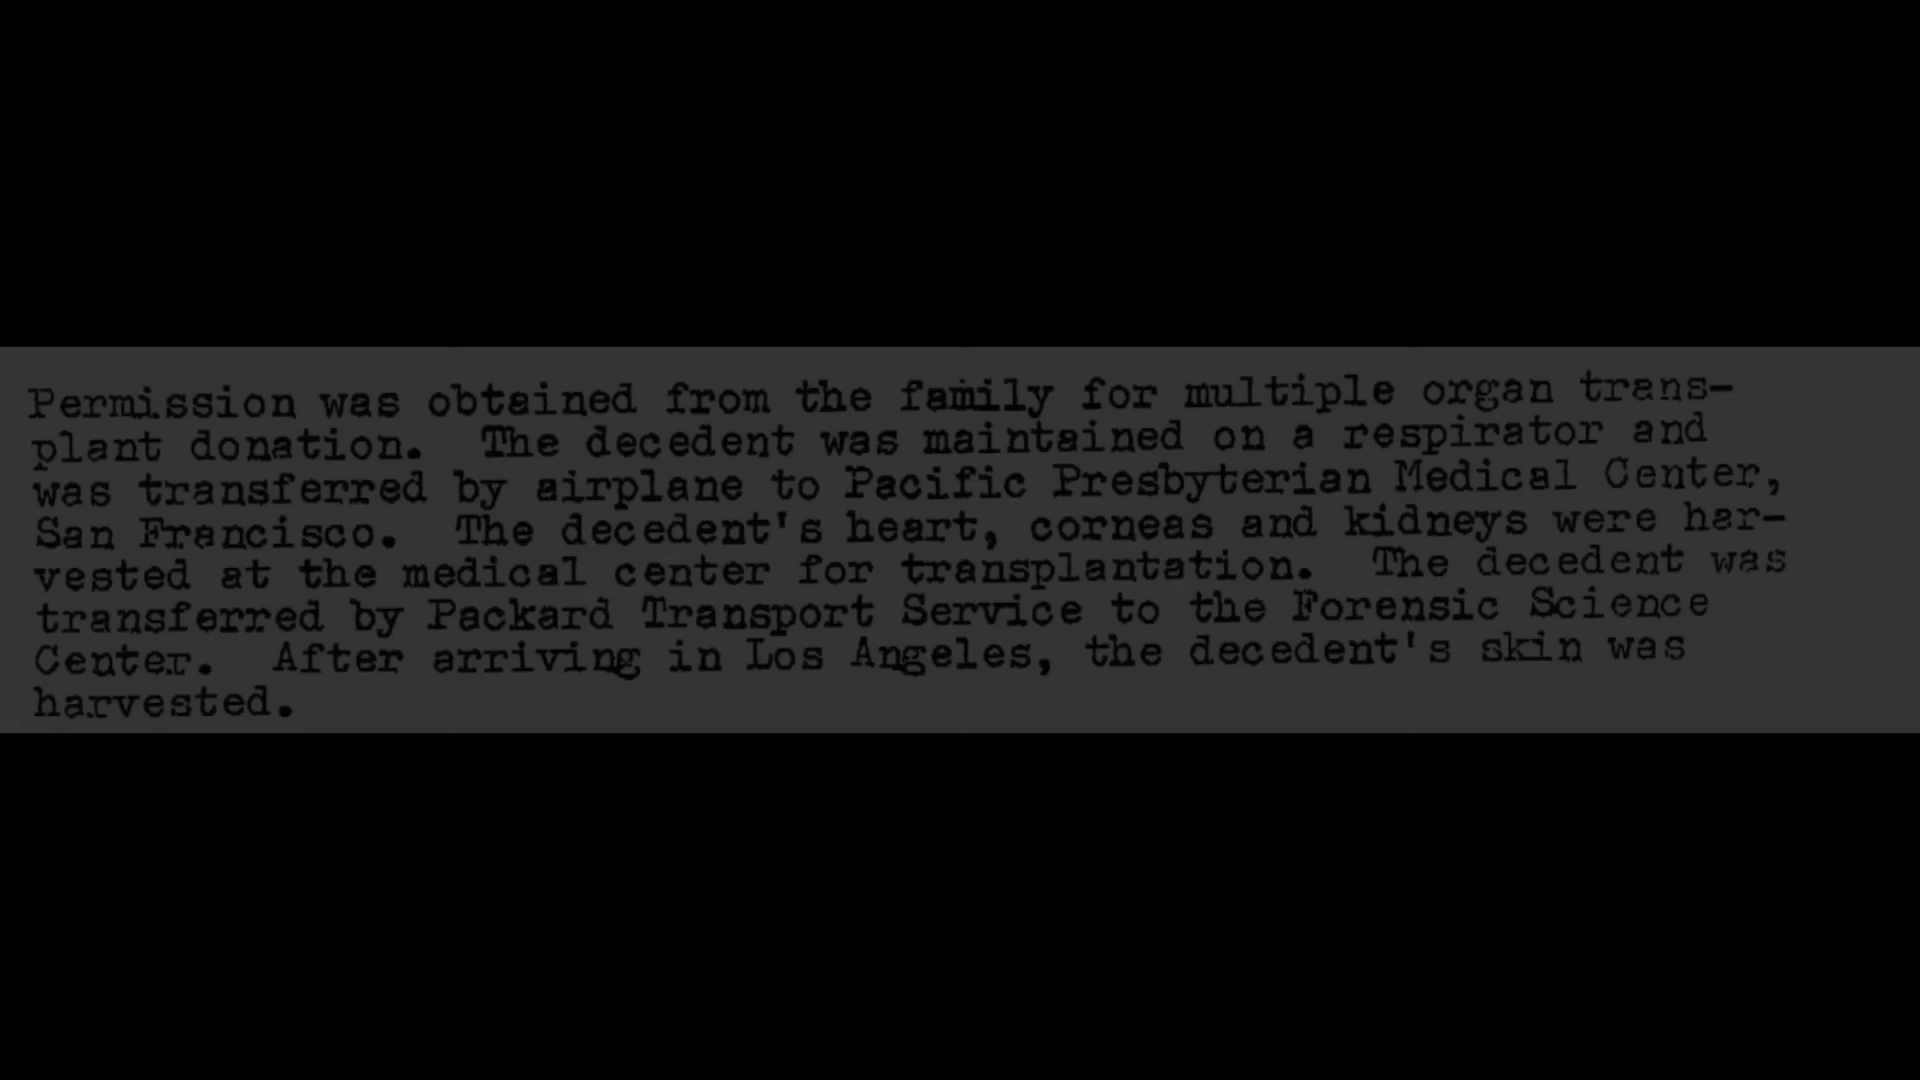 Permission was obtained from the family for multiple organ trans-
plant donation.  The decedent was maintained on a respirator and
was transferred by airplane to Pacific Presbyterian Medical Center,
San Francisco.  The decedent's heart, corneas and kidneys were har-
vested at the medical center for transplantation.  The decedent was
transferred by Packard Transport Service to the Forensic Science
Center.  After arriving in Los Angeles, the decedent's skin was
harvested.